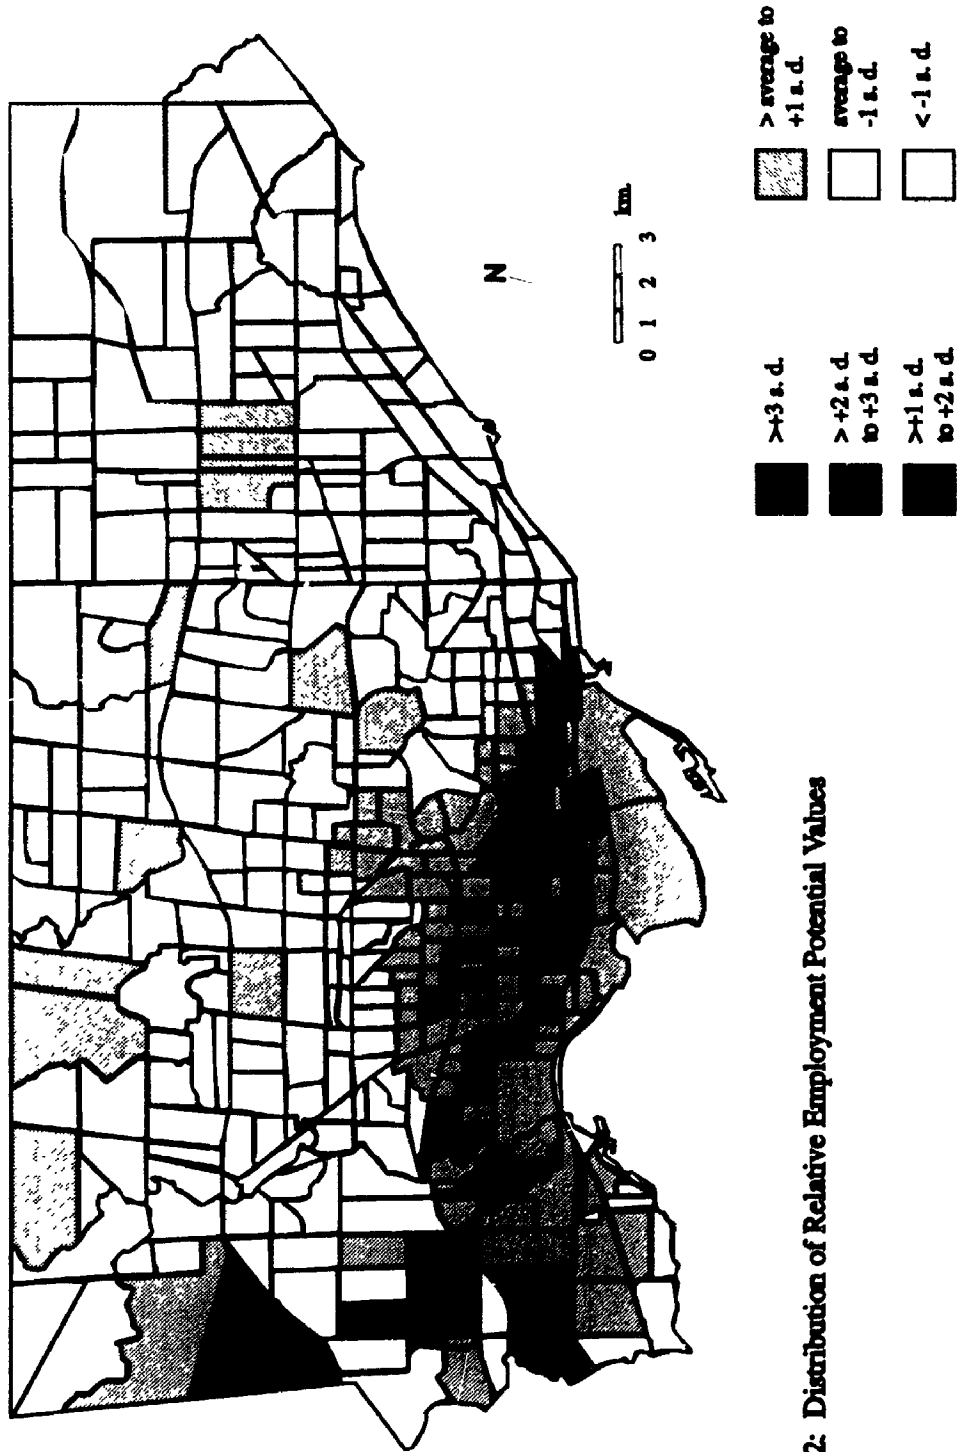 N
0 1 2 3 km.
>+3 s. d.
> +2 s. d.
to +3 s. d.
>+1 s. d.
to +2 s. d.
> average to
+1 s. d.
average to
-1 s. d.
< -1 s. d.
2: Distribution of Relative Employment Potential Values